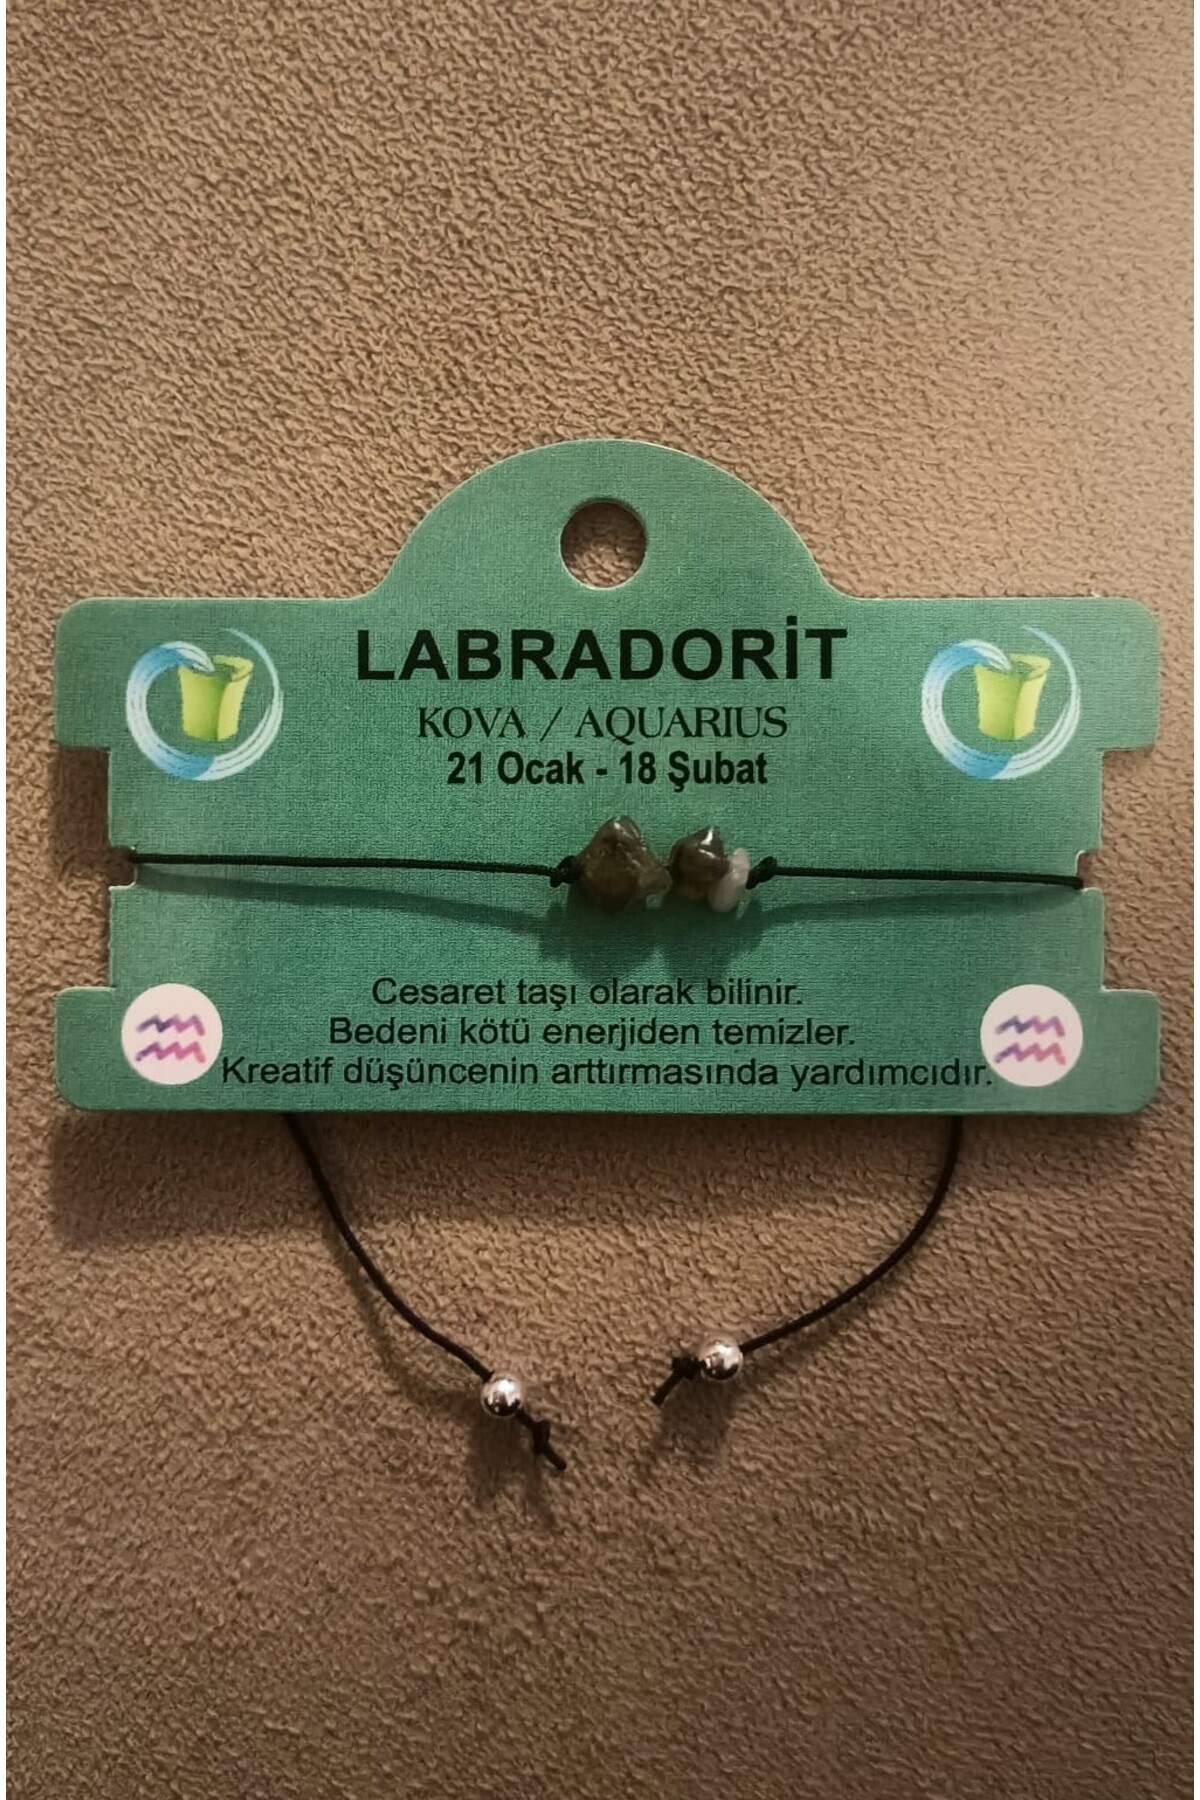 LABRADORİT
KOVA / AQUARIUS
21 Ocak - 18 Şubat
Cesaret taşı olarak bilinir.
Bedeni kötü enerjiden temizler.
Kreatif düşüncenin arttırmasında yardımcıdır.